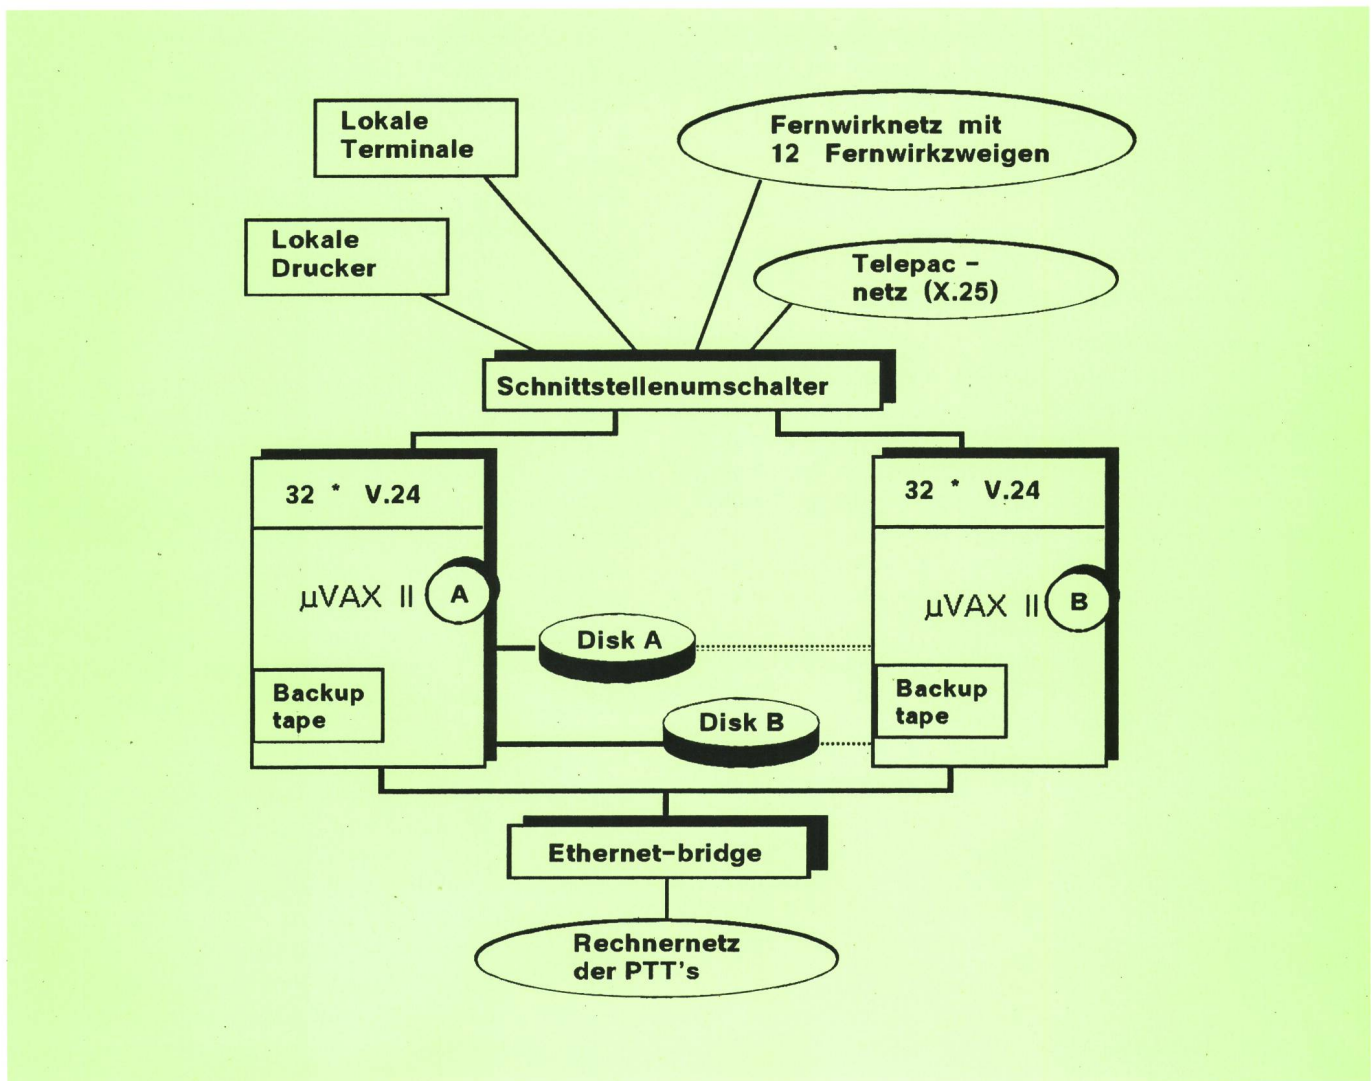 Lokale
Terminale
Fernwirknetz mit
12 Fernwirkzweigen
Lokale
Drucker
Telepac -
netz (X.25)
Schnittstellenumschalter
32 * V.24
32 * V.24
µVAX II
A
µVAX II
B
Disk A
Backup
tape
Backup
tape
Disk B
Ethernet-bridge
Rechnernetz
der PTT's